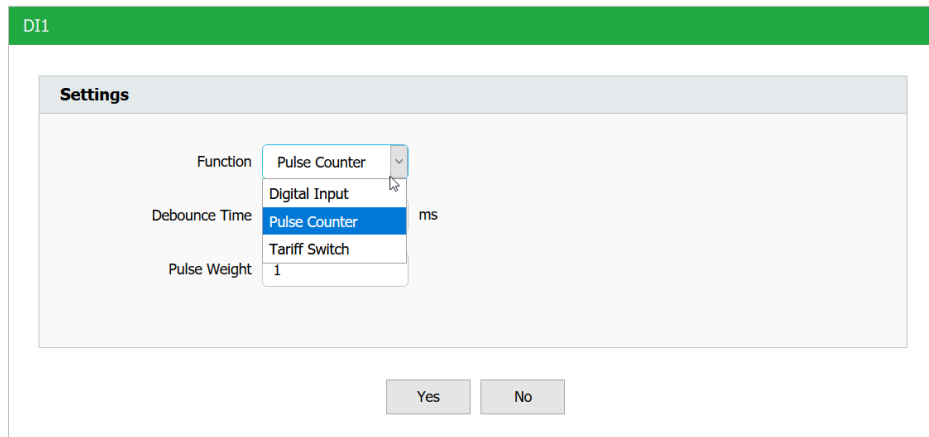 DI1
Settings
Function Pulse Counter
Digital Input
Debounce Time Pulse Counter ms
Tariff Switch
Pulse Weight 1
Yes No